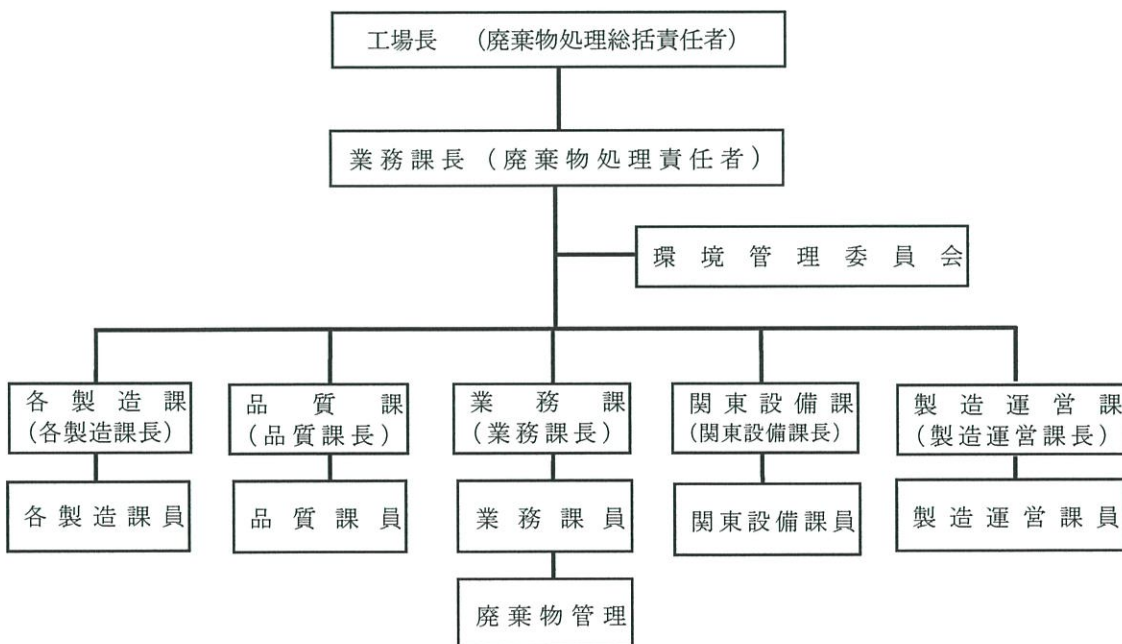 工場長 （廃棄物処理総括責任者）
業務課長（廃棄物処理責任者）
環境管理委員会
各製造課
（各製造課長）
品質課
（品質課長）
業務課
（業務課長）
関東設備課
（関東設備課長）
製造運営課
（製造運営課長）
各製造課員
品質課員
業務課員
関東設備課員
製造運営課員
廃棄物管理